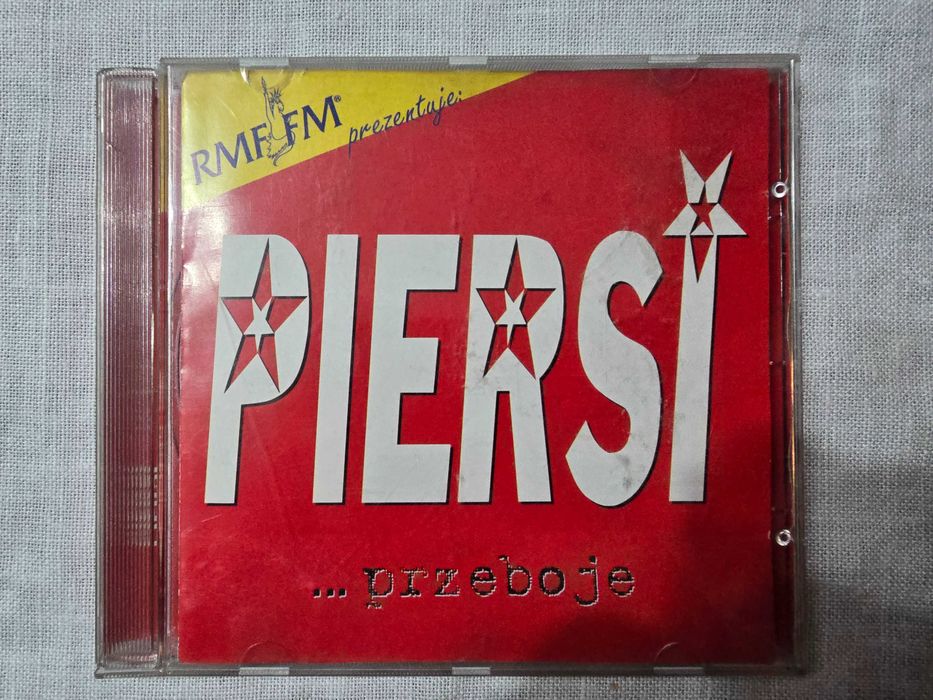 RMF FM® prezentuje:
PIERSI
... przeboje